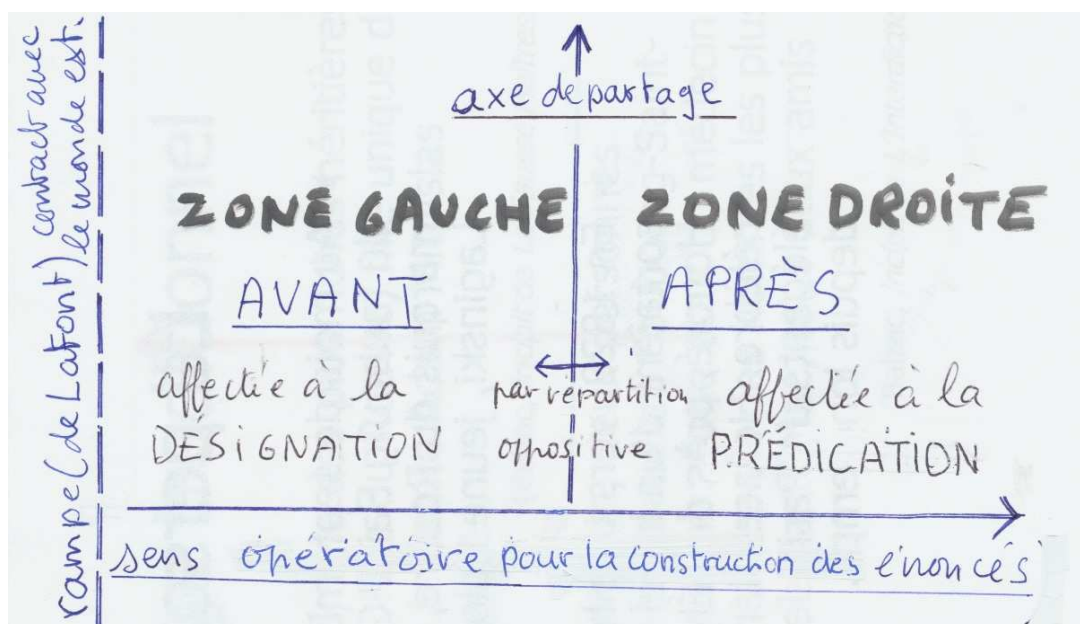 rampe (de Lafont) contact avec
le monde est.
axe de partage
ZONE GAUCHE ZONE DROITE
AVANT APRÈS
affectée à la par répartition affectée à la
DÉSIGNATION oppositive PRÉDICATION
sens opératoire pour la construction des énoncés